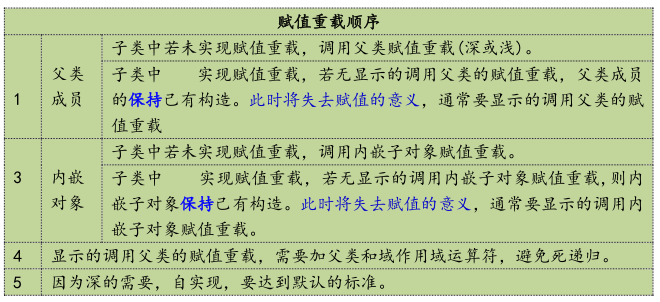 赋值重载顺序
子类中若未实现赋值重载，调用父类赋值重载(深或浅)。
1 父类成员 子类中 实现赋值重载，若无显示的调用父类的赋值重载，父类成员
的保持已有构造。此时将失去赋值的意义，通常要显示的调用父类的赋
值重载
子类中若未实现赋值重载，调用内嵌子对象赋值重载。
3 内嵌对象 子类中 实现赋值重载，若无显示的调用内嵌子对象赋值重载,则内
嵌子对象保持已有构造。此时将失去赋值的意义，通常要显示的调用内
嵌子对象赋值重载。
4 显示的调用父类的赋值重载，需要加父类和域作用域运算符，避免死递归。
5 因为深的需要，自实现，要达到默认的标准。